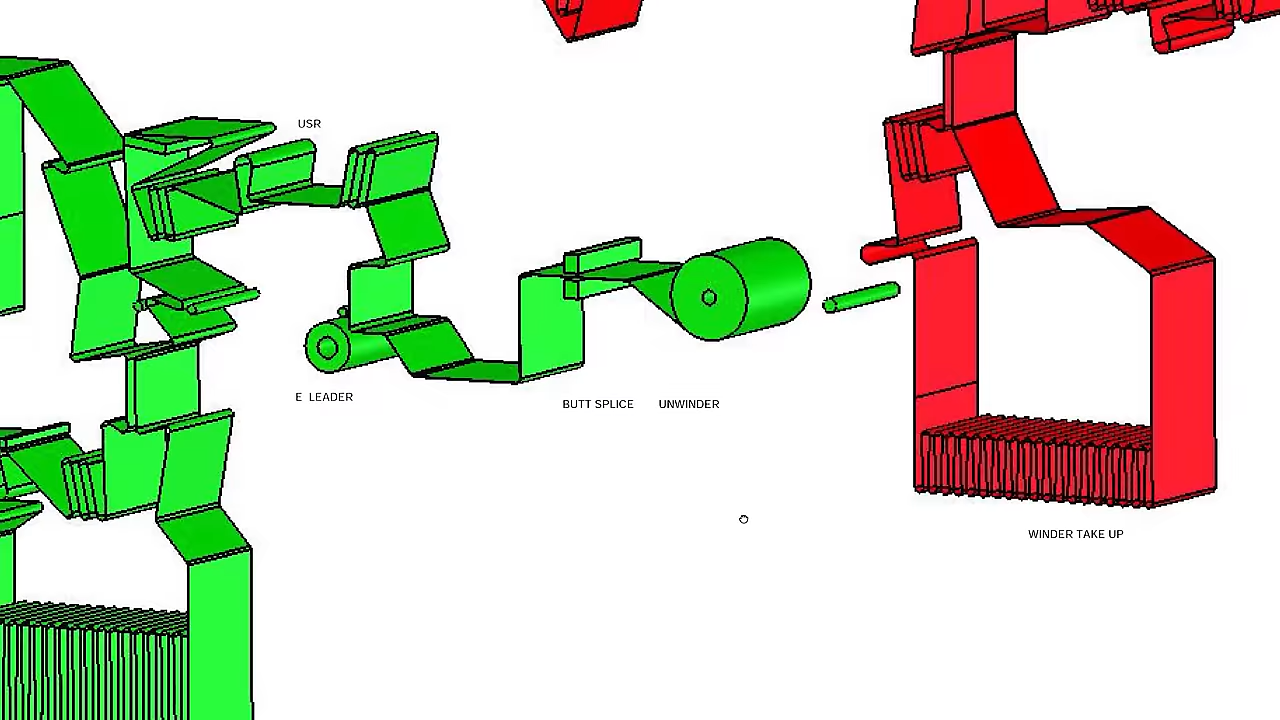 USR
E LEADER
BUTT SPLICE
UNWINDER
WINDER TAKE UP